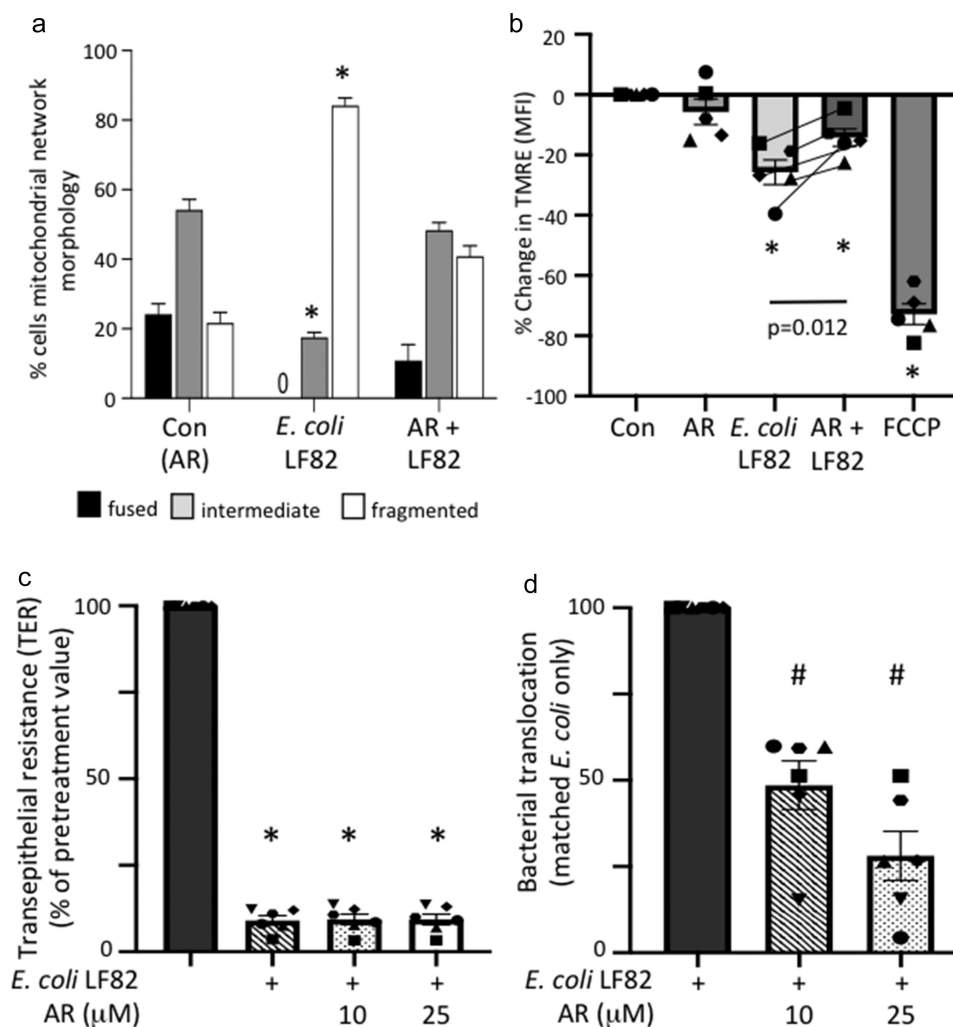 a
% cells mitochondrial network
morphology
100
80
60
40
20
0
*
*
0
Con
(AR)
E. coli
LF82
AR +
LF82
fused
intermediate
fragmented
b
% Change in TMRE (MFI)
20
0
-20
-40
-60
-80
-100
*
*
p=0.012
*
Con
AR
E. coli
LF82
AR +
LF82
FCCP
c
Transepithelial resistance (TER)
(% of pretreatment value)
100
50
0
*
*
*
E. coli LF82
+
+
+
AR (μM)
10
25
d
Bacterial translocation
(matched E. coli only)
100
50
0
#
#
E. coli LF82
+
+
+
AR (μM)
10
25